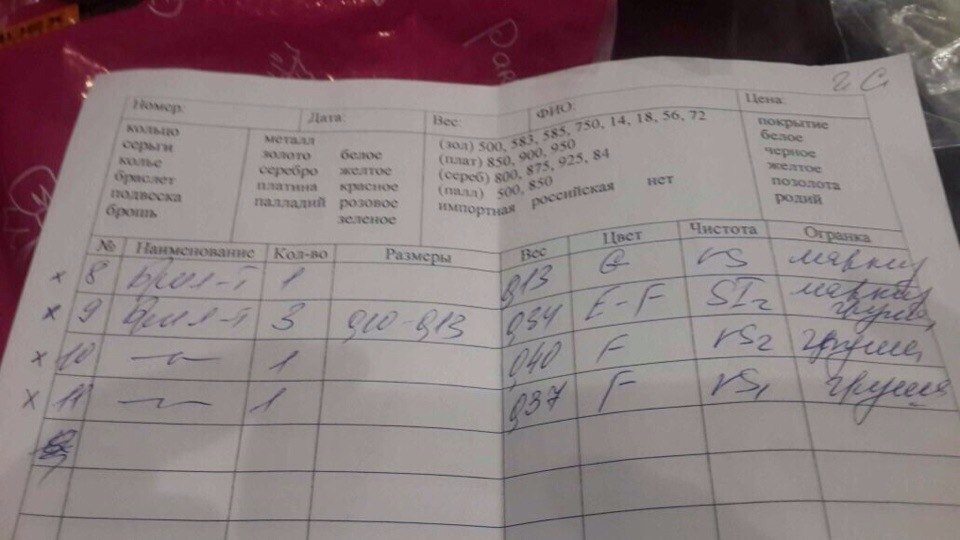 2 С
Номер: Дата: Вес: ФИО: Цена:
кольцо
серьги
колье
браслет
подвеска
брошь
металл
золото белое
серебро желтое
платина красное
палладий розовое
зеленое
(зол) 500, 583, 585, 750, 14, 18, 56, 72
(плат) 850, 900, 950
(сереб) 800, 875, 925, 84
(палл) 500, 850
импортная российская нет
покрытие
белое
черное
желтое
позолота
родий
№ Наименование Кол-во Размеры Вес Цвет Чистота Огранка
x 8 Брил-т 1 0,13 G VS маркиз
x 9 Брил-т 3 0,10-0,13 0,34 E-F SI2 маркиз груша,
x 10 —"— 1 0,40 F VS2 груша
x 11 —"— 1 0,37 F VS1 груша